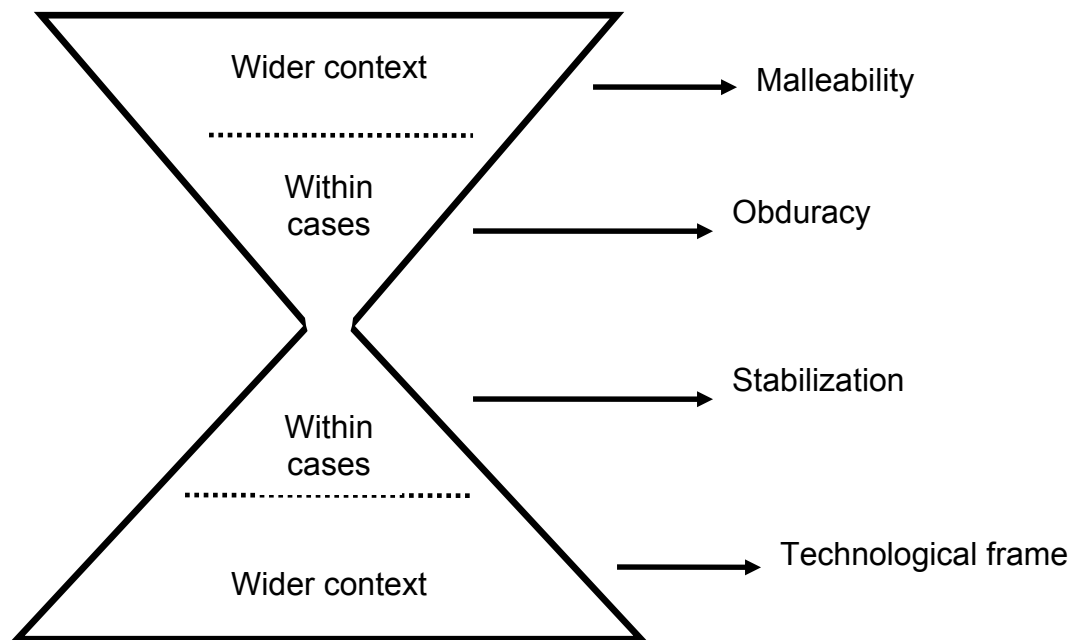 Wider context
Malleability
Within
cases
Obduracy
Stabilization
Within
cases
Technological frame
Wider context